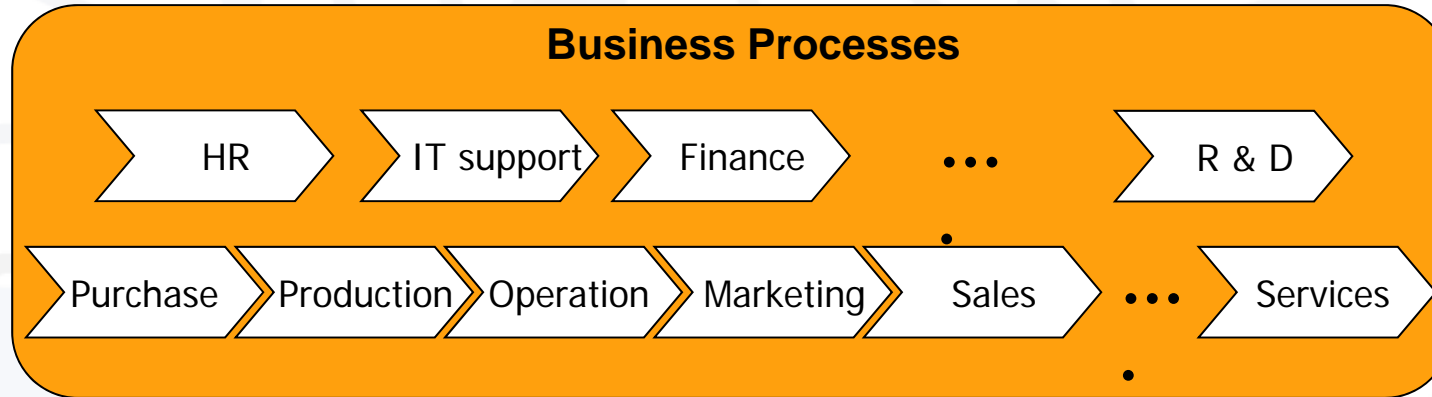 Business Processes
HR IT support Finance ... R & D
.
Purchase Production Operation Marketing Sales ... Services
.